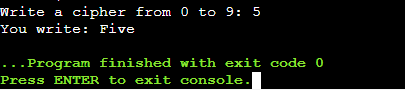 Write a cipher from 0 to 9: 5
You write: Five
...Program finished with exit code 0
Press ENTER to exit console.